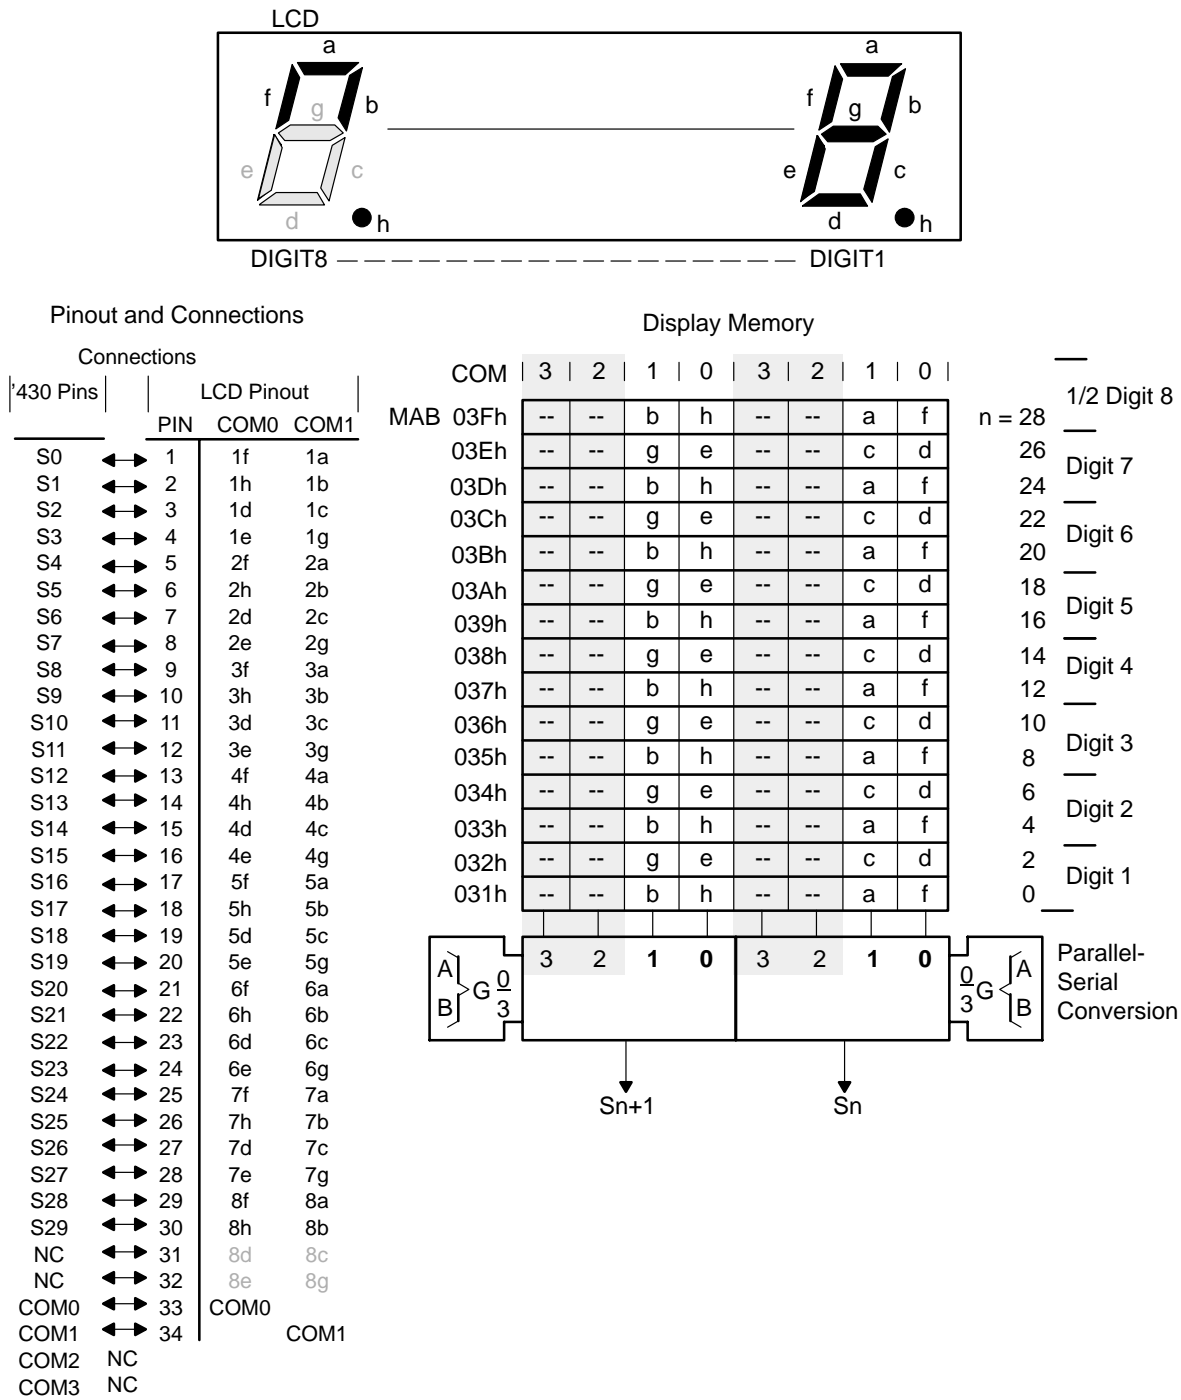 LCD
a a
f g b f g b
e c e c
d h d h
DIGIT8 DIGIT1
Pinout and Connections
Connections
'430 Pins LCD Pinout
PIN COM0 COM1
S0 1 1f 1a
S1 2 1h 1b
S2 3 1d 1c
S3 4 1e 1g
S4 5 2f 2a
S5 6 2h 2b
S6 7 2d 2c
S7 8 2e 2g
S8 9 3f 3a
S9 10 3h 3b
S10 11 3d 3c
S11 12 3e 3g
S12 13 4f 4a
S13 14 4h 4b
S14 15 4d 4c
S15 16 4e 4g
S16 17 5f 5a
S17 18 5h 5b
S18 19 5d 5c
S19 20 5e 5g
S20 21 6f 6a
S21 22 6h 6b
S22 23 6d 6c
S23 24 6e 6g
S24 25 7f 7a
S25 26 7h 7b
S26 27 7d 7c
S27 28 7e 7g
S28 29 8f 8a
S29 30 8h 8b
NC 31 8d 8c
NC 32 8e 8g
COM0 33 COM0
COM1 34 COM1
COM2 NC
COM3 NC
Display Memory
COM 3 2 1 0 3 2 1 0
MAB 03Fh -- -- b h -- -- a f n = 28 1/2 Digit 8
03Eh -- -- g e -- -- c d 26
Digit 7
03Dh -- -- b h -- -- a f 24
03Ch -- -- g e -- -- c d 22
Digit 6
03Bh -- -- b h -- -- a f 20
03Ah -- -- g e -- -- c d 18
Digit 5
039h -- -- b h -- -- a f 16
038h -- -- g e -- -- c d 14
Digit 4
037h -- -- b h -- -- a f 12
036h -- -- g e -- -- c d 10
Digit 3
035h -- -- b h -- -- a f 8
034h -- -- g e -- -- c d 6
Digit 2
033h -- -- b h -- -- a f 4
032h -- -- g e -- -- c d 2
Digit 1
031h -- -- b h -- -- a f 0
3 2 1 0 3 2 1 0
A B G 0 3
0 3 G A B
Parallel-
Serial
Conversion
Sn+1 Sn